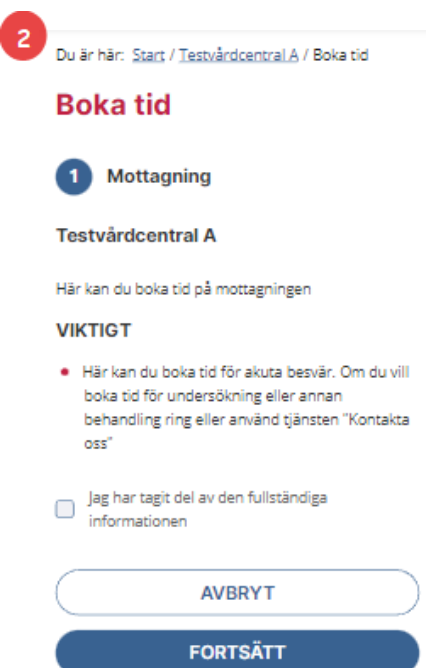 2
Du är här: Start / Testvårdcentral A / Boka tid
Boka tid
1 Mottagning
Testvårdcentral A
Här kan du boka tid på mottagningen
VIKTIGT
• Här kan du boka tid för akuta besvär. Om du vill
boka tid för undersökning eller annan
behandling ring eller använd tjänsten "Kontakta
oss"
Jag har tagit del av den fullständiga
informationen
AVBRYT
FORTSÄTT